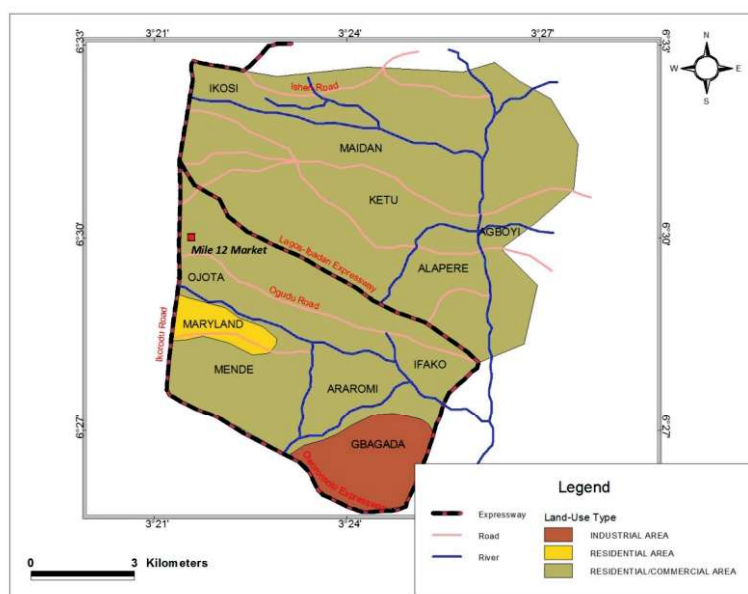 3°21'
3°24'
3°27'
6°33'
6°33'
N
W E
S
IKOSI
Isheri Road
MAIDAN
KETU
6°30'
6°30'
Mile 12 Market
Lagos-Ibadan Expressway
AGBOYI
ALAPERE
OJOTA
Ogudu Road
MARYLAND
Ikorodu Road
MENDE
IFAKO
ARAROMI
6°27'
6°27'
GBAGADA
Expressway
3°21'
3°24'
Legend
Expressway
Land-Use Type
Road
INDUSTRIAL AREA
River
RESIDENTIAL AREA
RESIDENTIAL/COMMERCIAL AREA
0 3 Kilometers